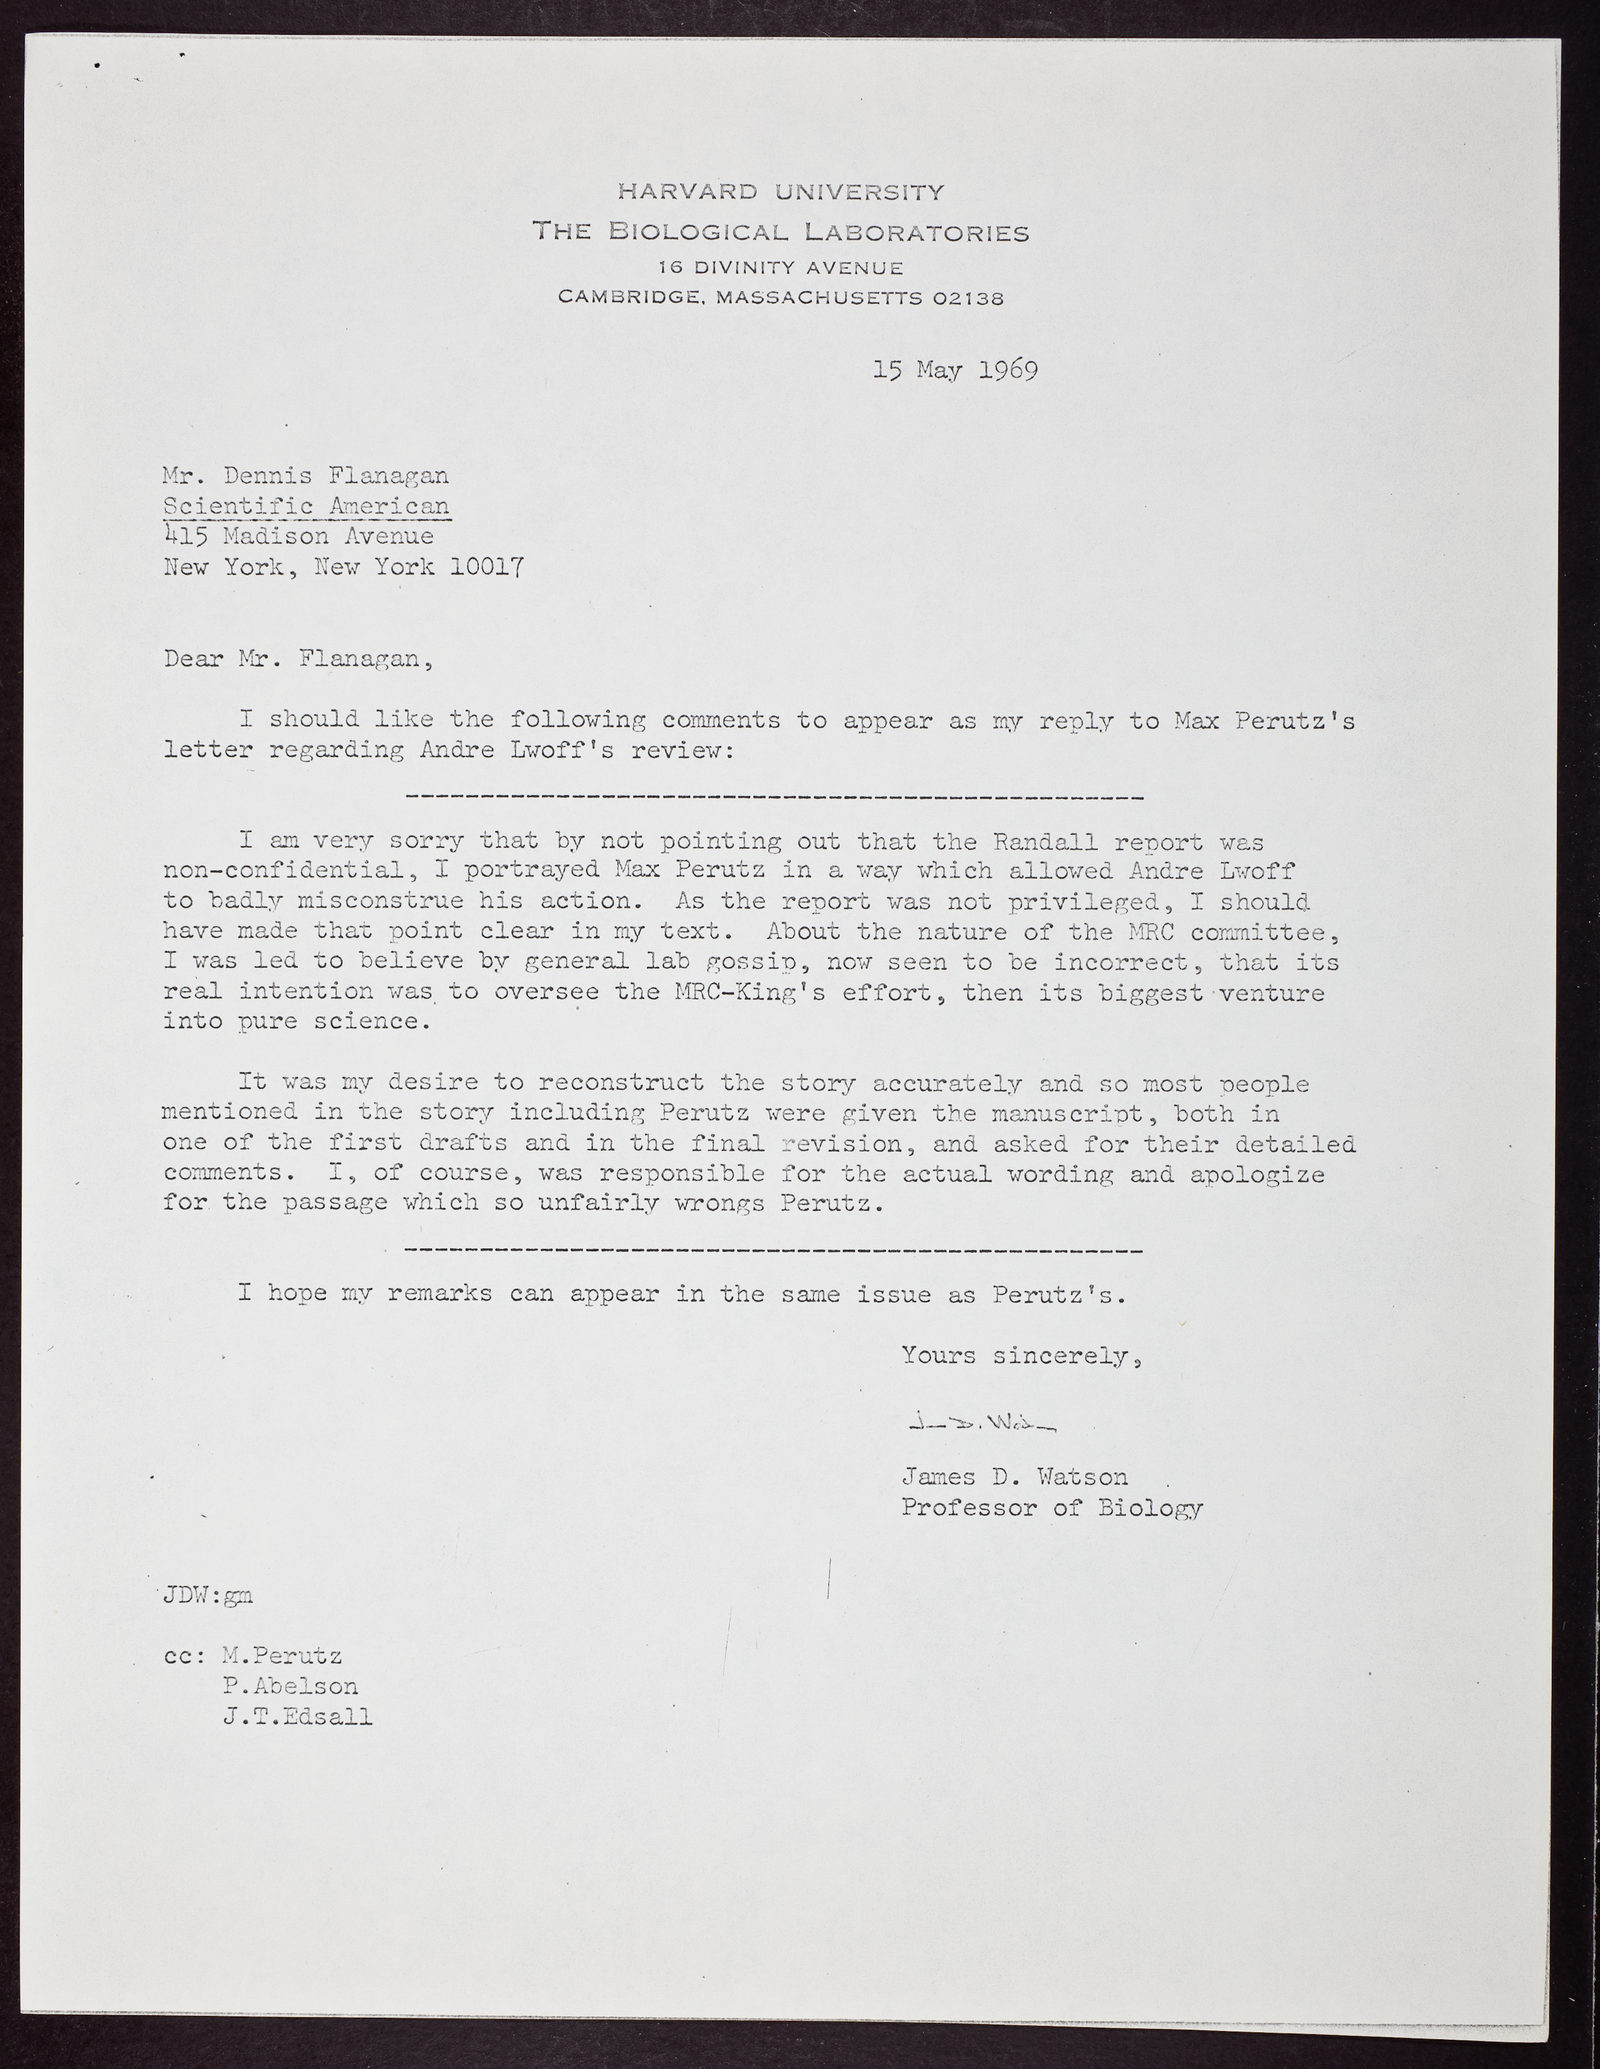 HARVARD UNIVERSITY
THE BIOLOGICAL LABORATORIES
16 DIVINITY AVENUE
CAMBRIDGE, MASSACHUSETTS 02138
15 May 1969
Mr. Dennis Flanagan
Scientific American
415 Madison Avenue
New York, New York 10017
Dear Mr. Flanagan,
I should like the following comments to appear as my reply to Max Perutz's
letter regarding Andre Lwoff's review:
I am very sorry that by not pointing out that the Randall report was
non-confidential, I portrayed Max Perutz in a way which allowed Andre Lwoff
to badly misconstrue his action. As the report was not privileged, I should
have made that point clear in my text. About the nature of the MRC committee,
I was led to believe by general lab gossip, now seen to be incorrect, that its
real intention was to oversee the MRC-King's effort, then its biggest venture
into pure science.
It was my desire to reconstruct the story accurately and so most people
mentioned in the story including Perutz were given the manuscript, both in
one of the first drafts and in the final revision, and asked for their detailed
comments. I, of course, was responsible for the actual wording and apologize
for the passage which so unfairly wrongs Perutz.
I hope my remarks can appear in the same issue as Perutz's.
Yours sincerely,
J D. Watson
James D. Watson
Professor of Biology
JDW:gm
cc: M.Perutz
P.Abelson
J.T.Edsall